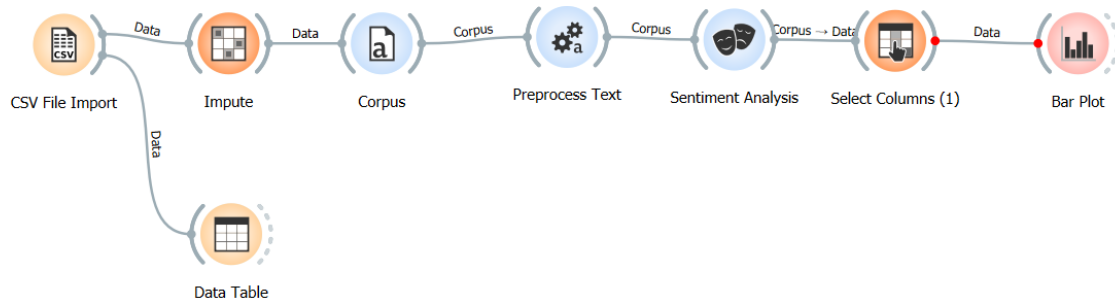 Data
Data
Corpus
Corpus
Corpus → Data
Data
CSV
a
a
CSV File Import
Impute
Corpus
Preprocess Text
Sentiment Analysis
Select Columns (1)
Bar Plot
Data
Data Table